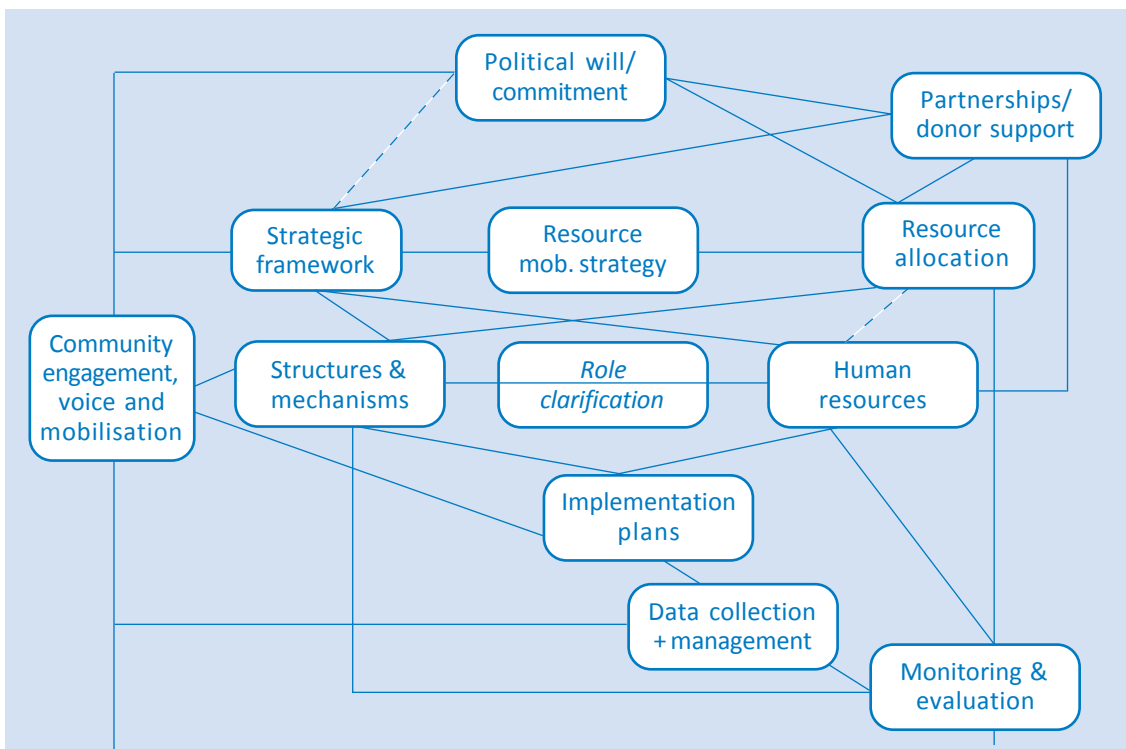 Political will/
commitment
Partnerships/
donor support
Strategic
framework
Resource
mob. strategy
Resource
allocation
Community
engagement,
voice and
mobilisation
Structures &
mechanisms
Role
clarification
Human
resources
Implementation
plans
Data collection
+ management
Monitoring &
evaluation